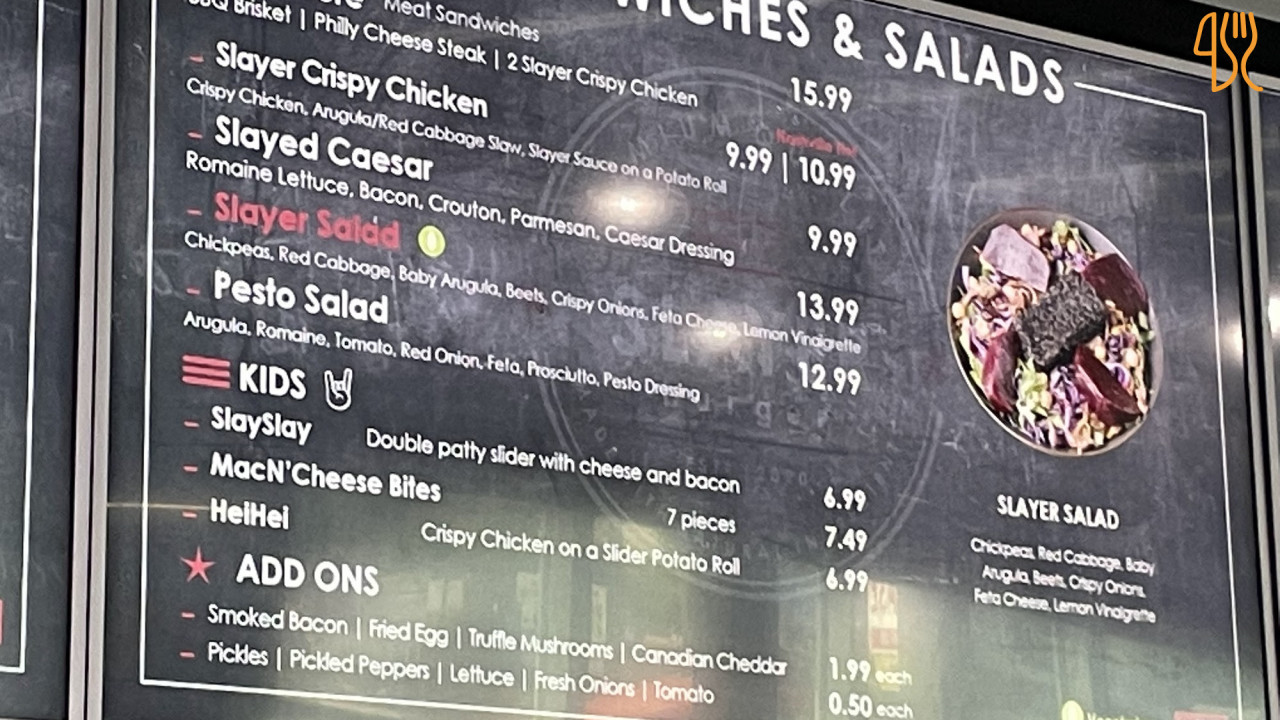 & SALADS
Meat Sandwiches
Brisket | Philly Cheese Steak | 2 Slayer Crispy Chicken 15.99
- Slayer Crispy Chicken
Nashville Hot
Crispy Chicken, Arugula/Red Cabbage Slaw, Slayer Sauce on a Potato Roll 9.99 | 10.99
- Slayed Caesar
Romaine Lettuce, Bacon, Crouton, Parmesan, Caesar Dressing 9.99
- Slayer Salad
Chickpeas, Red Cabbage, Baby Arugula, Beets, Crispy Onions, Feta Cheese, Lemon Vinaigrette 13.99
- Pesto Salad
Arugula, Romaine, Tomato, Red Onion, Feta, Prosciutto, Pesto Dressing 12.99
KIDS
- SlaySlay Double patty slider with cheese and bacon 6.99
- MacN'Cheese Bites 7 pieces 7.49
- HeiHei Crispy Chicken on a Slider Potato Roll 6.99
ADD ONS
- Smoked Bacon | Fried Egg | Truffle Mushrooms | Canadian Cheddar 1.99 each
- Pickles | Pickled Peppers | Lettuce | Fresh Onions | Tomato 0.50 each
SLAYER SALAD
Chickpeas, Red Cabbage, Baby
Arugula, Beets, Crispy Onions,
Feta Cheese, Lemon Vinaigrette